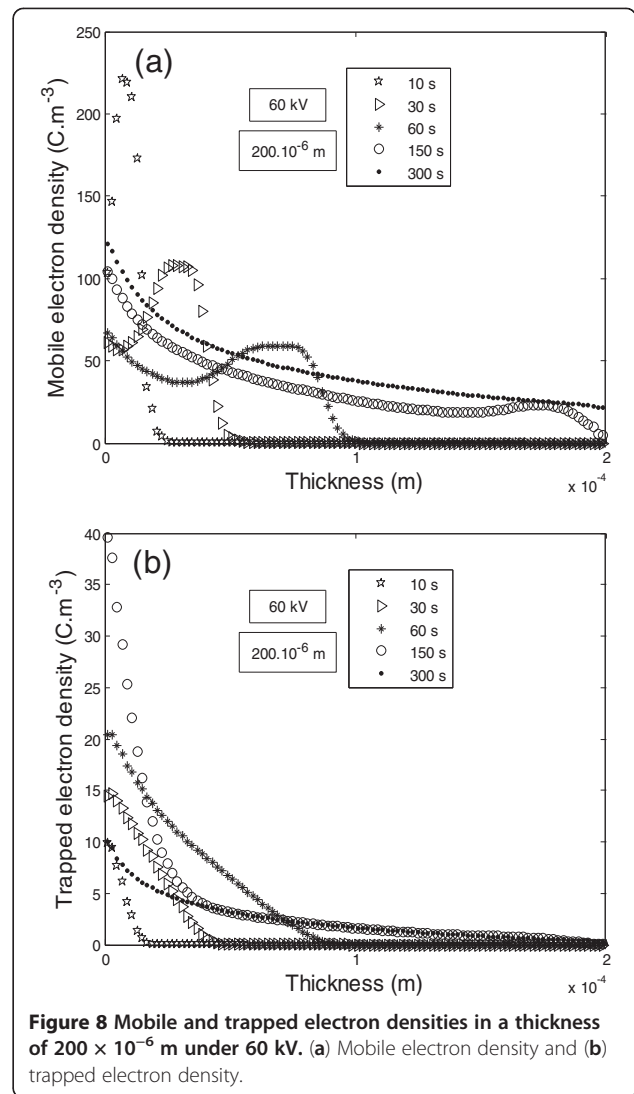 (a)
250
200
150
100
50
0
Mobile electron density (C.m-3)
60 kV
200.10-6 m
10 s
30 s
60 s
150 s
300 s
0
1
2
Thickness (m)
x 10-4
(b)
40
35
30
25
20
15
10
5
0
Trapped electron density (C.m-3)
60 kV
200.10-6 m
10 s
30 s
60 s
150 s
300 s
0
1
2
Thickness (m)
x 10-4
Figure 8 Mobile and trapped electron densities in a thickness
of 200 × 10−6 m under 60 kV. (a) Mobile electron density and (b)
trapped electron density.